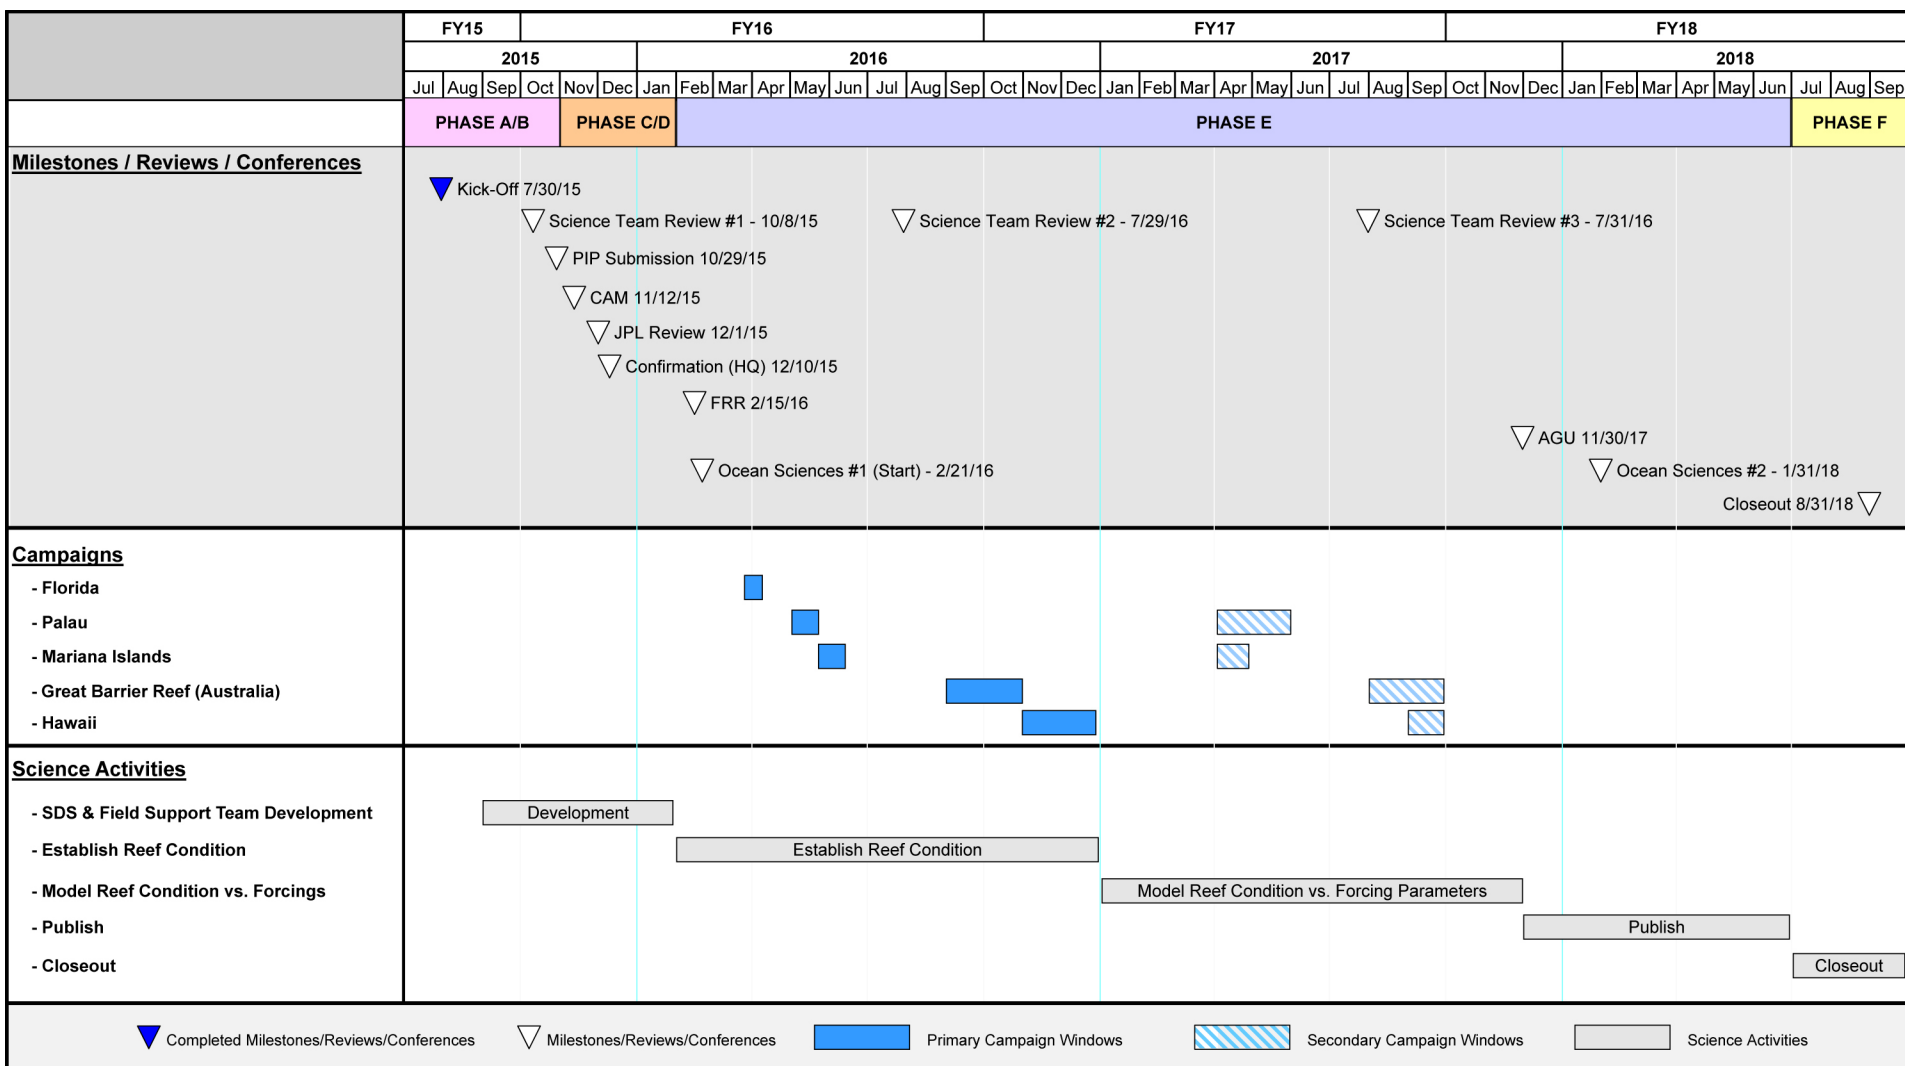 FY15 FY16 FY17 FY18
2015 2016 2017 2018
Jul Aug Sep Oct Nov Dec Jan Feb Mar Apr May Jun Jul Aug Sep Oct Nov Dec Jan Feb Mar Apr May Jun Jul Aug Sep Oct Nov Dec Jan Feb Mar Apr May Jun Jul Aug Sep
PHASE A/B PHASE C/D PHASE E PHASE F
Milestones / Reviews / Conferences
Kick-Off 7/30/15
Science Team Review #1 - 10/8/15 Science Team Review #2 - 7/29/16 Science Team Review #3 - 7/31/16
PIP Submission 10/29/15
CAM 11/12/15
JPL Review 12/1/15
Confirmation (HQ) 12/10/15
FRR 2/15/16
AGU 11/30/17
Ocean Sciences #1 (Start) - 2/21/16 Ocean Sciences #2 - 1/31/18
Closeout 8/31/18
Campaigns
- Florida
- Palau
- Mariana Islands
- Great Barrier Reef (Australia)
- Hawaii
Science Activities
- SDS & Field Support Team Development Development
- Establish Reef Condition Establish Reef Condition
- Model Reef Condition vs. Forcings Model Reef Condition vs. Forcing Parameters
- Publish Publish
- Closeout Closeout
Completed Milestones/Reviews/Conferences Milestones/Reviews/Conferences Primary Campaign Windows Secondary Campaign Windows Science Activities